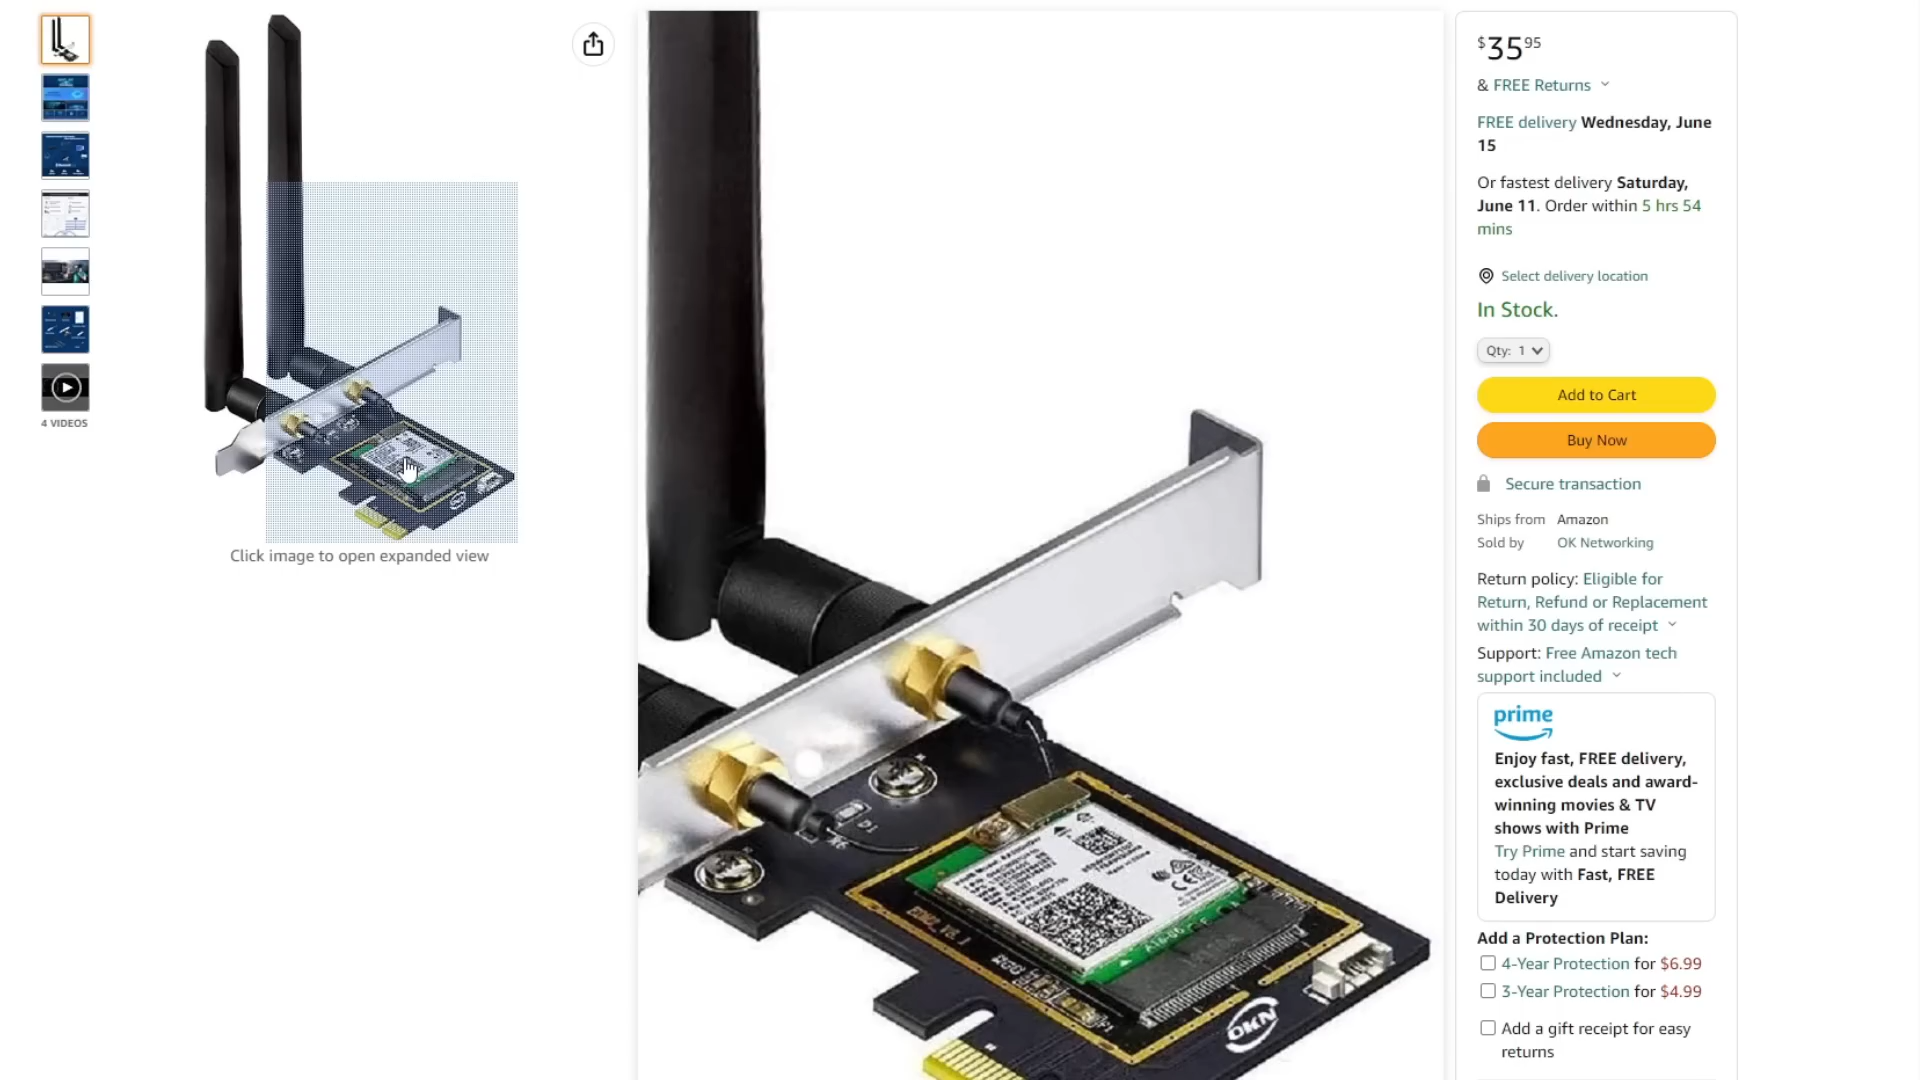 4 VIDEOS
Click image to open expanded view
OKN
$35 95
& FREE Returns
FREE delivery Wednesday, June
15
Or fastest delivery Saturday,
June 11. Order within 5 hrs 54
mins
Select delivery location
In Stock.
Qty: 1
Add to Cart
Buy Now
Secure transaction
Ships from Amazon
Sold by OK Networking
Return policy: Eligible for
Return, Refund or Replacement
within 30 days of receipt
Support: Free Amazon tech
support included
prime
Enjoy fast, FREE delivery,
exclusive deals and award-
winning movies & TV
shows with Prime
Try Prime and start saving
today with Fast, FREE
Delivery
Add a Protection Plan:
4-Year Protection for $6.99
3-Year Protection for $4.99
Add a gift receipt for easy
returns